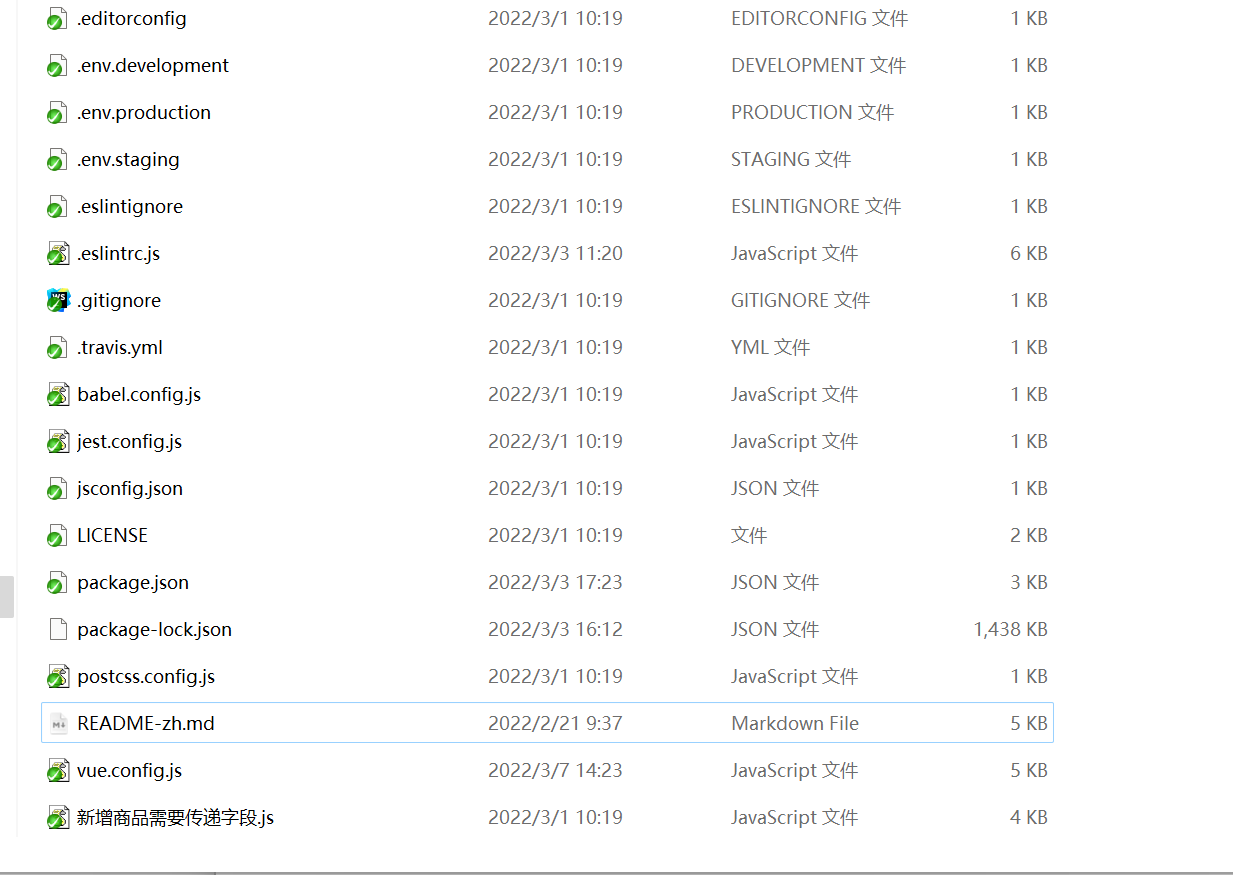 .editorconfig 2022/3/1 10:19 EDITORCONFIG 文件 1 KB
.env.development 2022/3/1 10:19 DEVELOPMENT 文件 1 KB
.env.production 2022/3/1 10:19 PRODUCTION 文件 1 KB
.env.staging 2022/3/1 10:19 STAGING 文件 1 KB
.eslintignore 2022/3/1 10:19 ESLINTIGNORE 文件 1 KB
.eslintrc.js 2022/3/3 11:20 JavaScript 文件 6 KB
.gitignore 2022/3/1 10:19 GITIGNORE 文件 1 KB
.travis.yml 2022/3/1 10:19 YML 文件 1 KB
babel.config.js 2022/3/1 10:19 JavaScript 文件 1 KB
jest.config.js 2022/3/1 10:19 JavaScript 文件 1 KB
jsconfig.json 2022/3/1 10:19 JSON 文件 1 KB
LICENSE 2022/3/1 10:19 文件 2 KB
package.json 2022/3/3 17:23 JSON 文件 3 KB
package-lock.json 2022/3/3 16:12 JSON 文件 1,438 KB
postcss.config.js 2022/3/1 10:19 JavaScript 文件 1 KB
README-zh.md 2022/2/21 9:37 Markdown File 5 KB
vue.config.js 2022/3/7 14:23 JavaScript 文件 5 KB
新增商品需要传递字段.js 2022/3/1 10:19 JavaScript 文件 4 KB